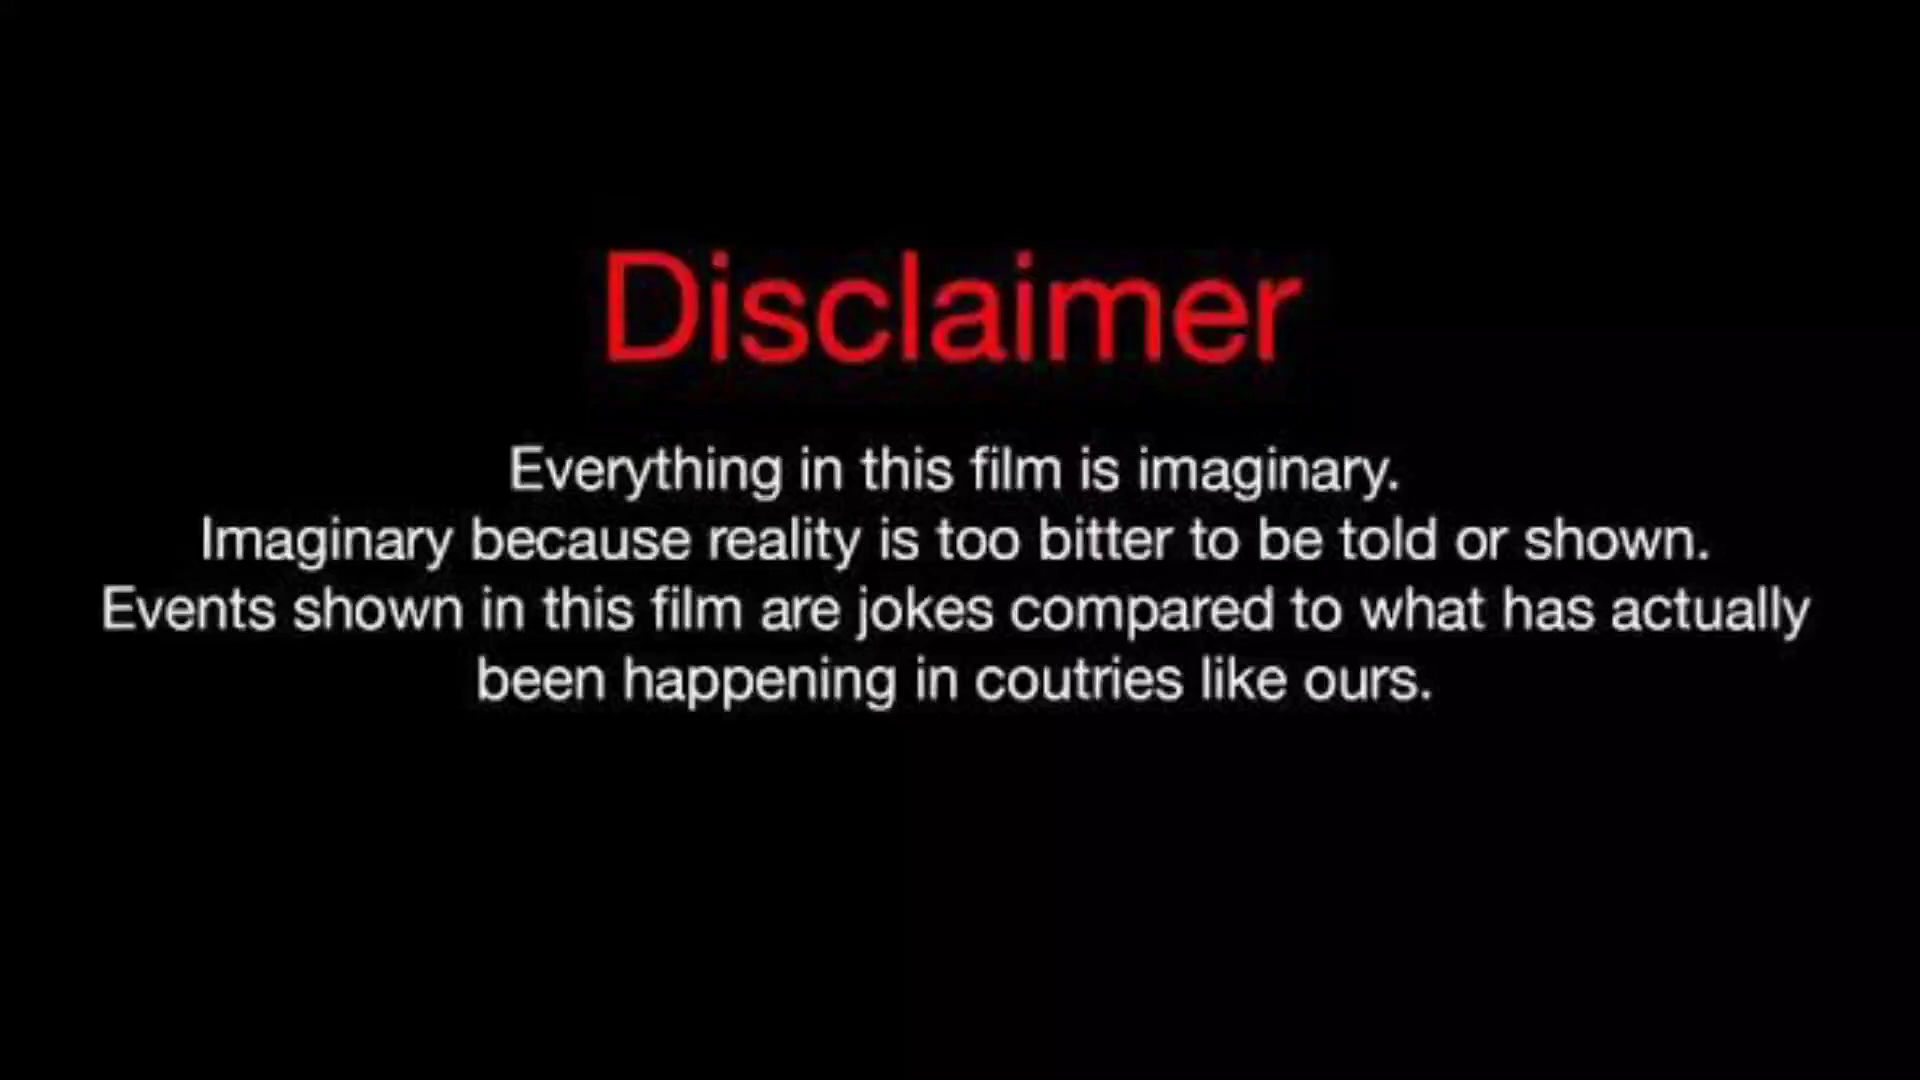 Disclaimer
Everything in this film is imaginary.
Imaginary because reality is too bitter to be told or shown.
Events shown in this film are jokes compared to what has actually
been happening in coutries like ours.